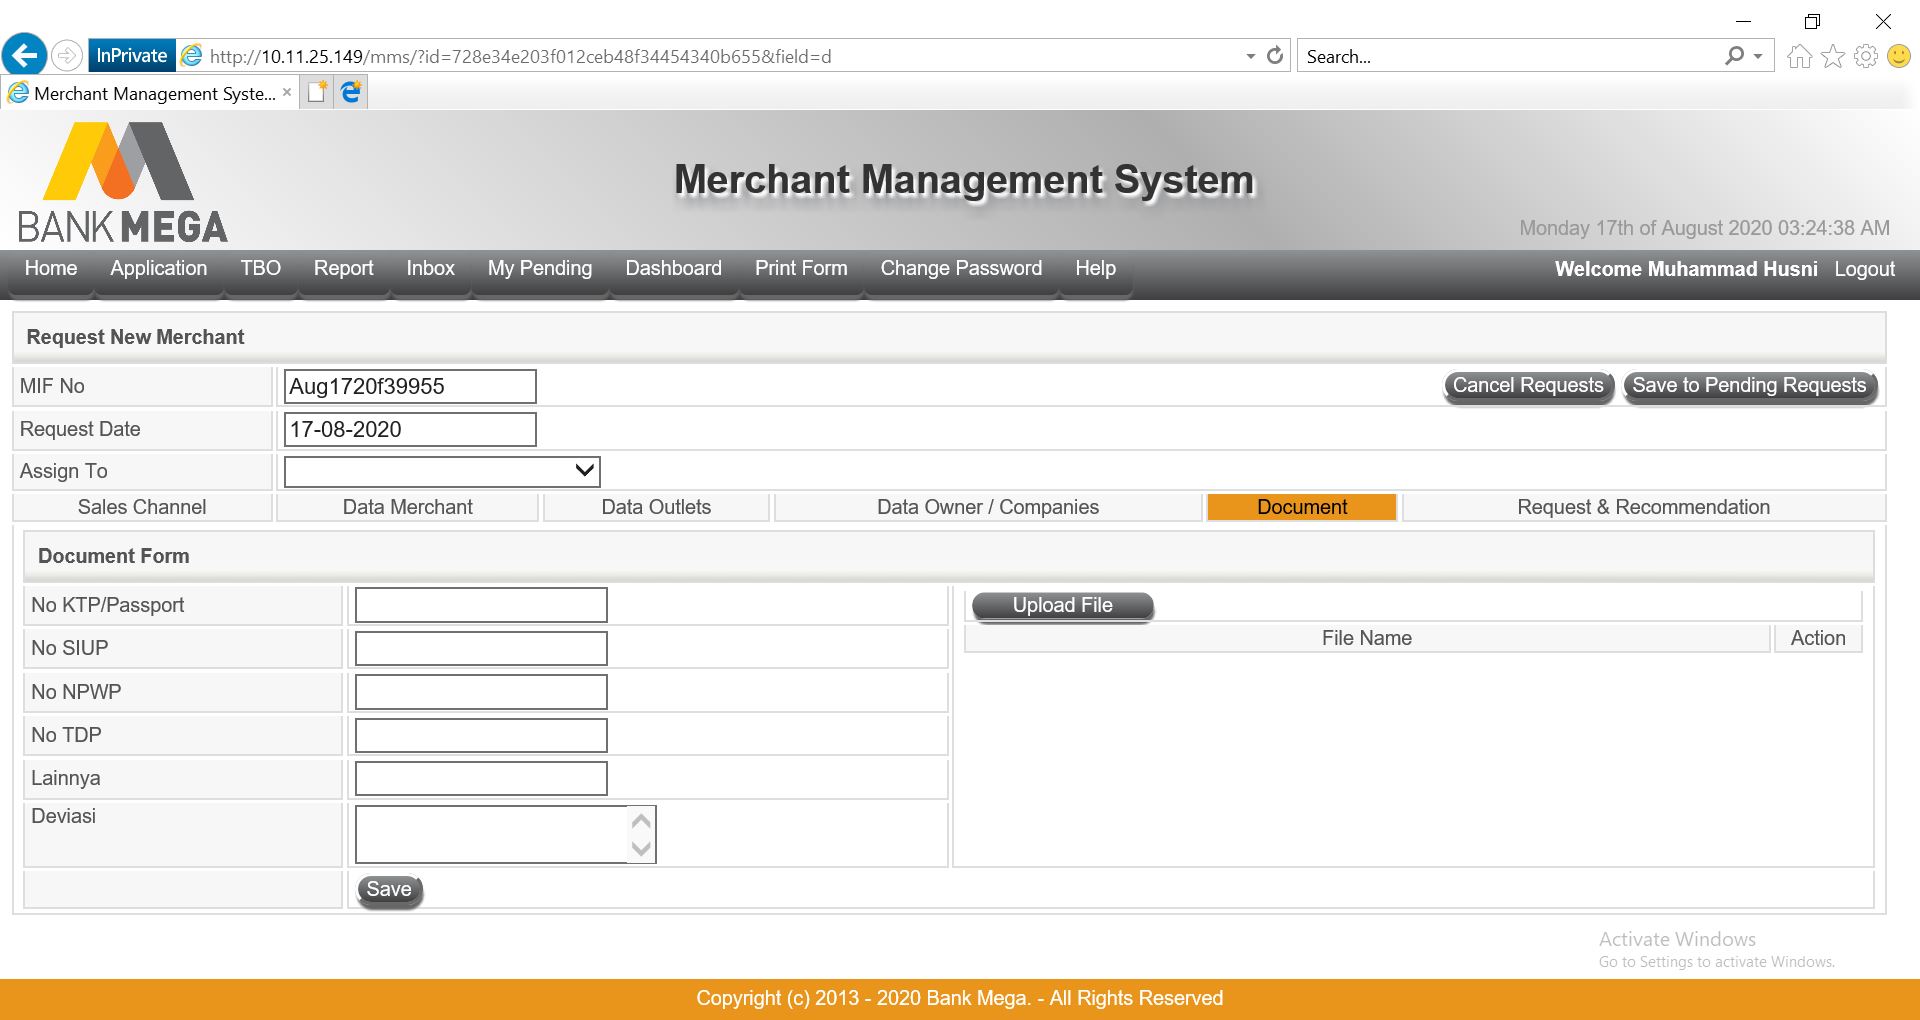 InPrivate http://10.11.25.149/mms/?id=728e34e203f012ceb48f34454340b655&field=d Search...
Merchant Management Syste...
BANK MEGA
Merchant Management System
Monday 17th of August 2020 03:24:38 AM
Home Application TBO Report Inbox My Pending Dashboard Print Form Change Password Help Welcome Muhammad Husni Logout
Request New Merchant
MIF No Aug1720f39955 Cancel Requests Save to Pending Requests
Request Date 17-08-2020
Assign To
Sales Channel Data Merchant Data Outlets Data Owner / Companies Document Request & Recommendation
Document Form
No KTP/Passport Upload File
No SIUP File Name Action
No NPWP
No TDP
Lainnya
Deviasi
Save
Activate Windows
Go to Settings to activate Windows.
Copyright (c) 2013 - 2020 Bank Mega. - All Rights Reserved